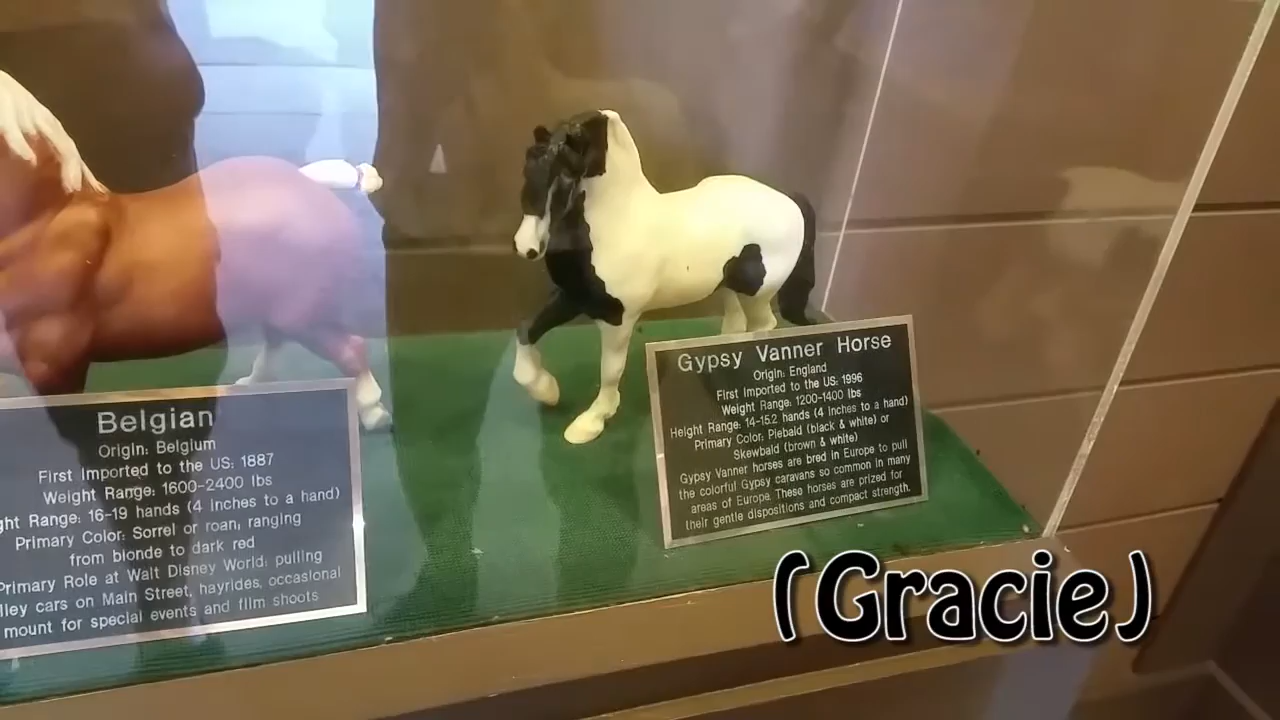 Belgian
Origin: Belgium
First Imported to the US: 1887
Weight Range: 1600-2400 lbs
Range: 16-19 hands (4 inches to a hand)
Primary Color: Sorrel or roan; ranging
from blonde to dark red
Primary Role at Walt Disney World: pulling
cars on Main Street, hayrides, occasional
mount for special events and film shoots
Gypsy Vanner Horse
Origin: England
First Imported to the US: 1996
Weight Range: 1200-1400 lbs
Height Range: 14-15.2 hands (4 inches to a hand)
Primary Color: Piebald (black & white) or
Skewbald (brown & white)
Gypsy Vanner horses are bred in Europe to pull
the colorful Gypsy caravans so common in many
areas of Europe. These horses are prized for
their gentle dispositions and compact strength.
(Gracie)